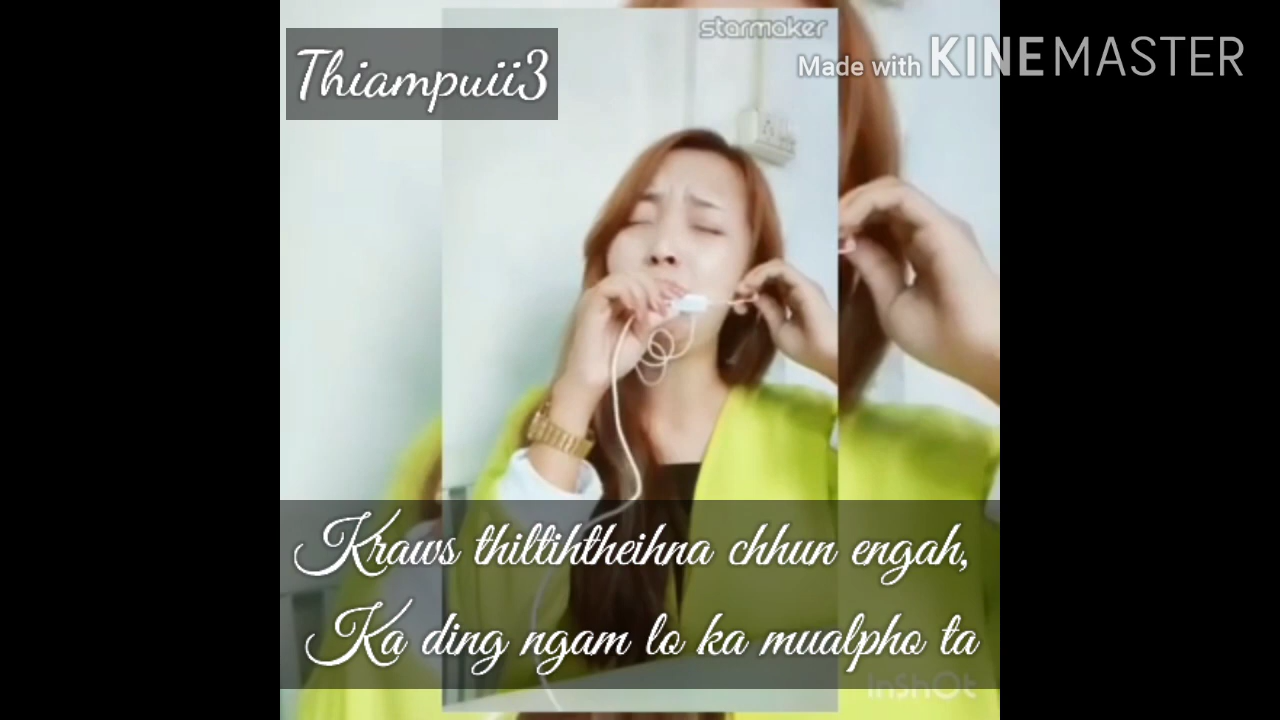 starmaker
Made with KINEMASTER
Thiampuii3
Kraws thiltihtheihna chhun engah,
Ka ding ngam lo ka mualpho ta
InShOt